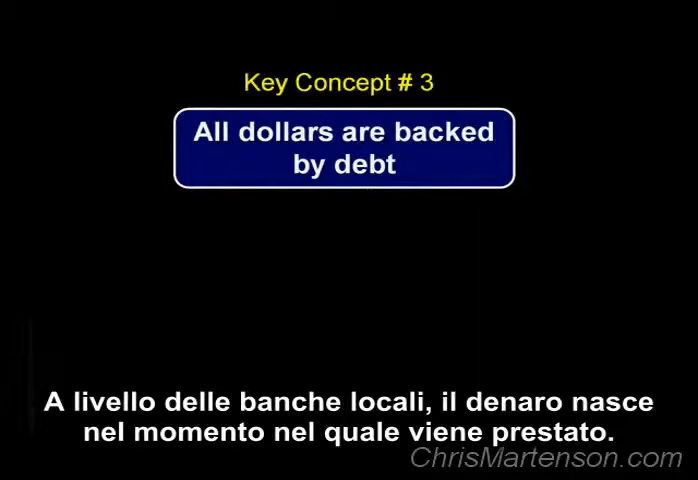 Key Concept # 3
All dollars are backed
by debt
A livello delle banche locali, il denaro nasce
nel momento nel quale viene prestato.
ChrisMartenson.com